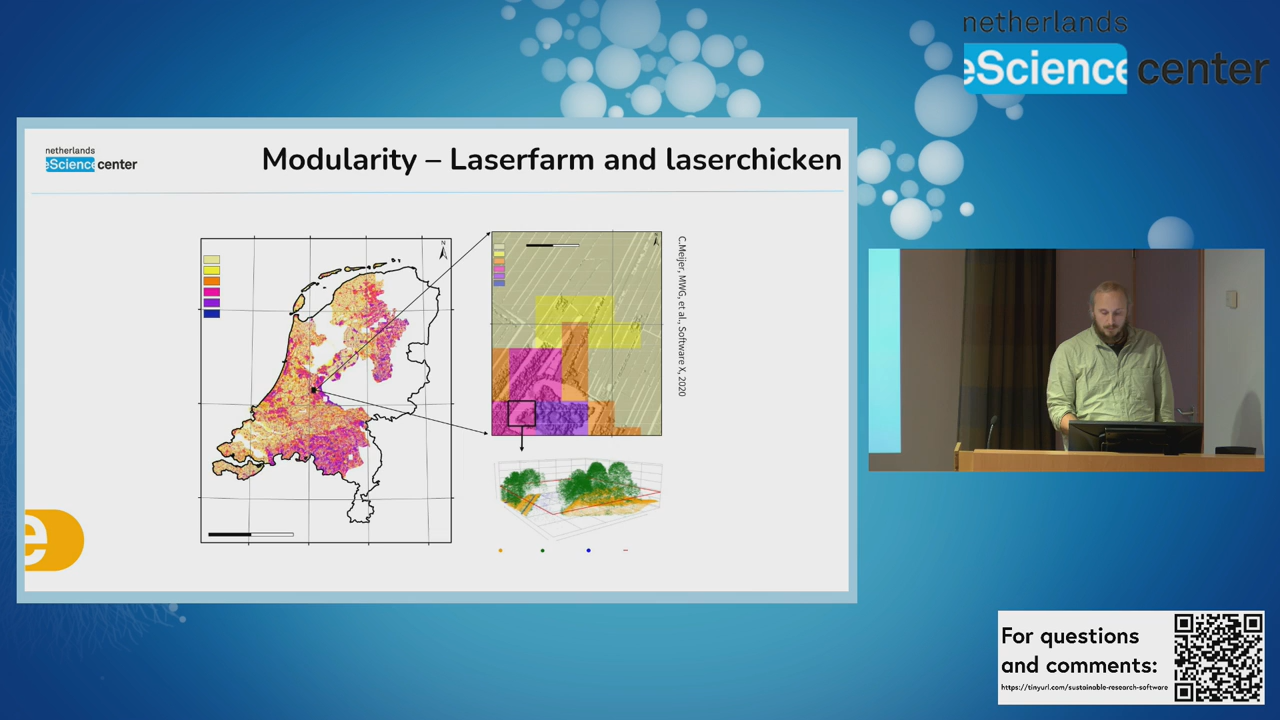 netherlands
eScience center
netherlands
eScience center
Modularity – Laserfarm and laserchicken
N
C.Meijer, MWG, et al., Software X, 2020
e
For questions
and comments:
https://tinyurl.com/sustainable-research-software